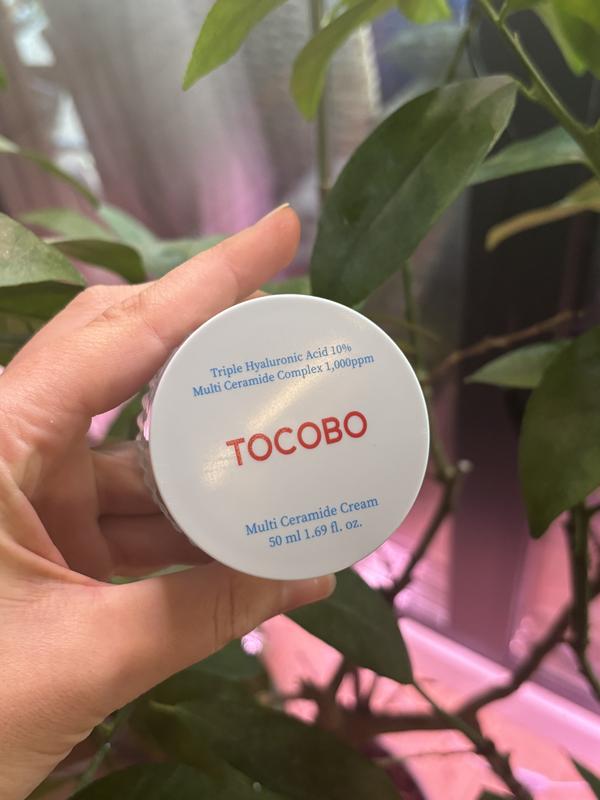 Triple Hyaluronic Acid 10%
Multi Ceramide Complex 1,000ppm
TOCOBO
Multi Ceramide Cream
50 ml 1.69 fl. oz.